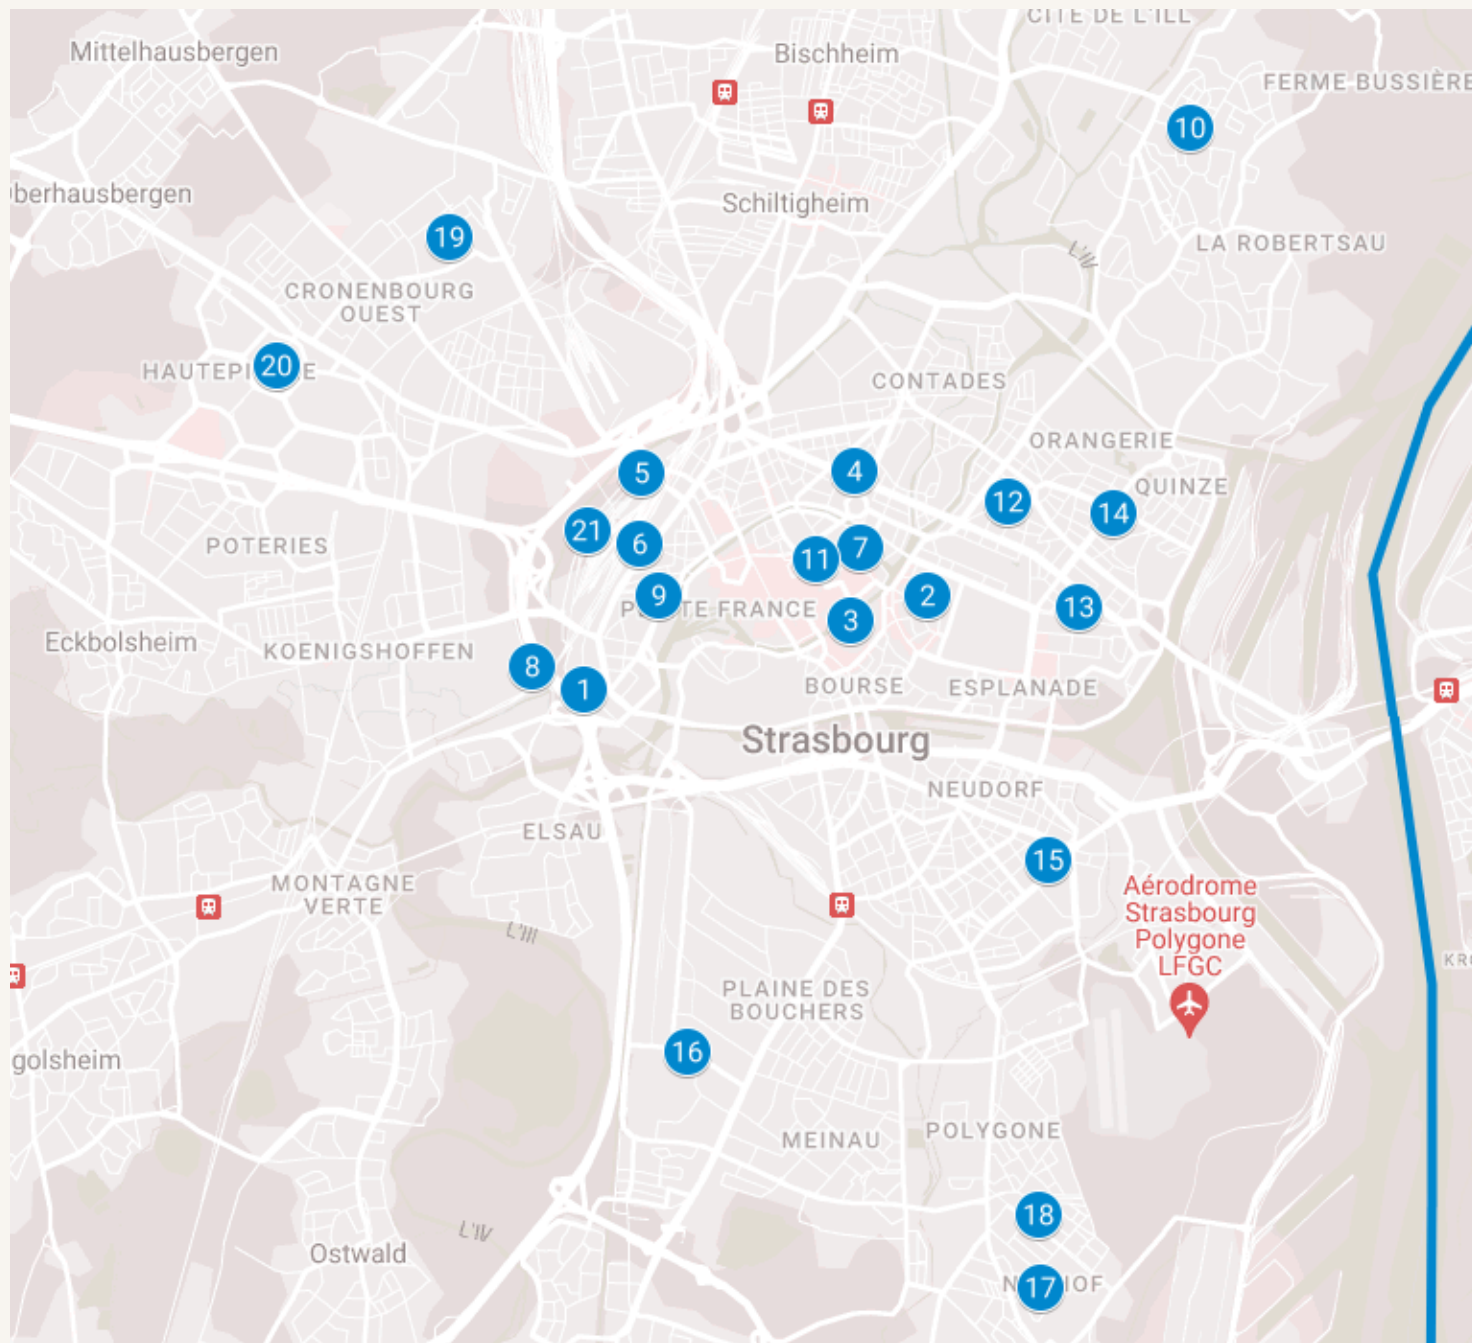 CITÉ DE L'ILL
Mittelhausbergen
Bischheim
FERME BUSSIÈRE
10
berhausbergen
Schiltigheim
19
LA ROBERTSAU
L'Ill
CRONENBOURG
OUEST
20
HAUTEPI E
CONTADES
ORANGERIE
5
4
QUINZE
12
14
21
6
11
7
POTERIES
9
2
13
P TE FRANCE
3
Eckbolsheim
KOENIGSHOFFEN
8
1
BOURSE
ESPLANADE
Strasbourg
NEUDORF
ELSAU
15
MONTAGNE
VERTE
Aérodrome
Strasbourg
Polygone
LFGC
L'Ill
KRO
PLAINE DES
BOUCHERS
16
golsheim
POLYGONE
MEINAU
18
L'Ill
Ostwald
N HOF
17